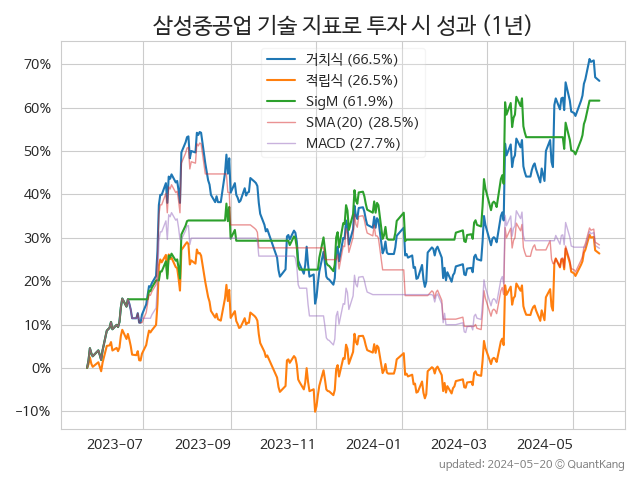 삼성중공업 기술 지표로 투자 시 성과 (1년)
거치식 (66.5%)
적립식 (26.5%)
SigM (61.9%)
SMA(20) (28.5%)
MACD (27.7%)
70%
60%
50%
40%
30%
20%
10%
0%
−10%
2023-07
2023-09
2023-11
2024-01
2024-03
2024-05
updated: 2024-05-20 © QuantKang